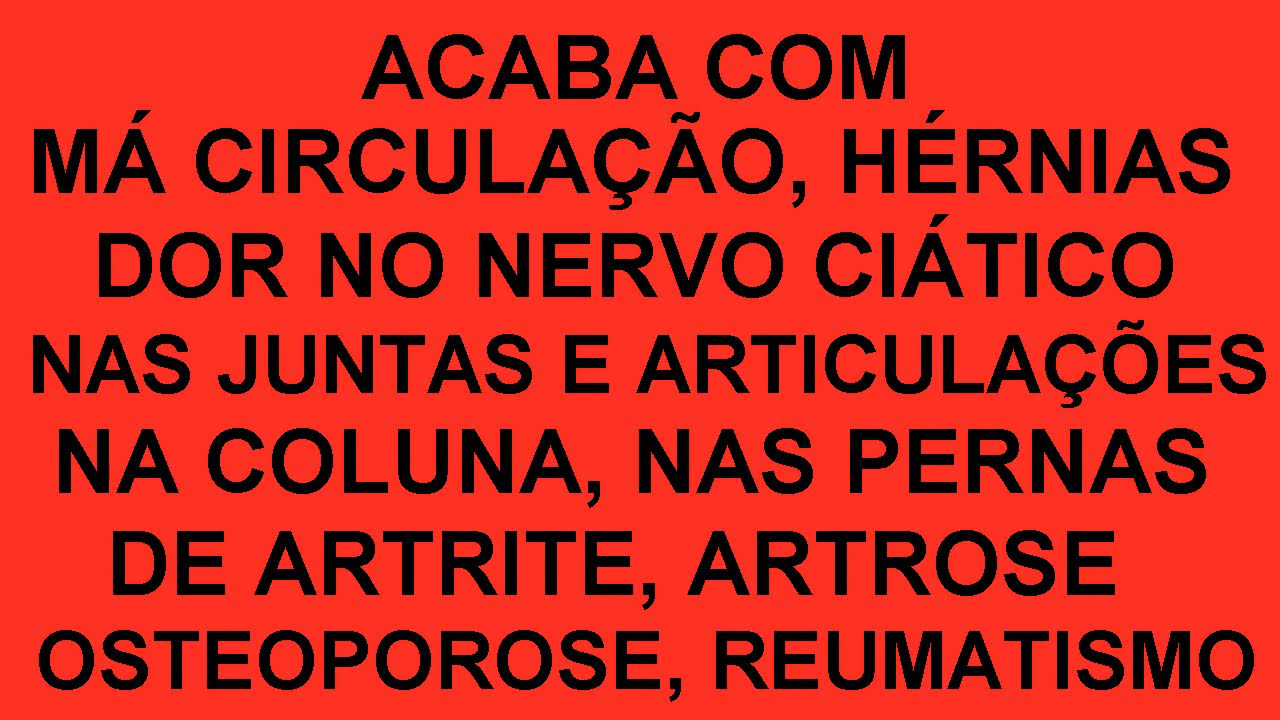 ACABA COM
MÁ CIRCULAÇÃO, HÉRNIAS
DOR NO NERVO CIÁTICO
NAS JUNTAS E ARTICULAÇÕES
NA COLUNA, NAS PERNAS
DE ARTRITE, ARTROSE
OSTEOPOROSE, REUMATISMO